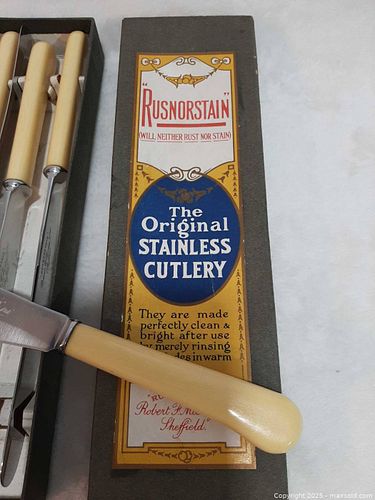 "RUSNORSTAIN"
(WILL NEITHER RUST NOR STAIN)
The
Original
STAINLESS
CUTLERY
They are made
perfectly clean &
bright after use
by merely rinsing
in warm
Robert F.
Sheffield.
Copyright 2025 - maxsold.com